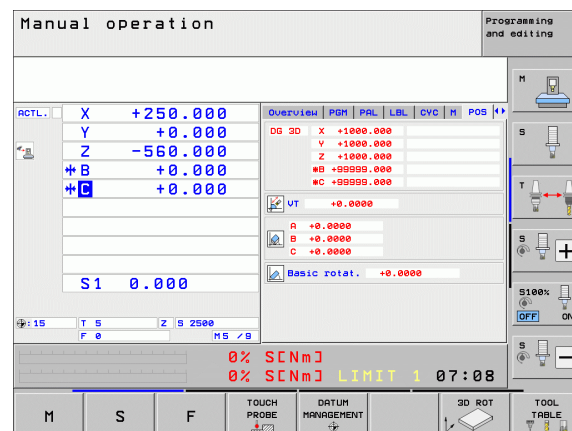 Manual operation
Programming
and editing
ACTL. X +250.000
Y +0.000
Z -560.000
B +0.000
C +0.000
S1 0.000
:15 T 5 Z S 2500
F 0 M5 /9
Overview PGM PAL LBL CYC M POS
DG 3D X +1000.000
Y +1000.000
Z +1000.000
*B +99999.000
*C +99999.000
VT +0.0000
A +0.0000
B +0.0000
C +0.0000
Basic rotat. +0.0000
0% S[Nm]
0% S[Nm] LIMIT 1 07:08
M
S
T
S
+
S100%
OFF ON
S
−
M
S
F
TOUCH
PROBE
DATUM
MANAGEMENT
3D ROT
TOOL
TABLE